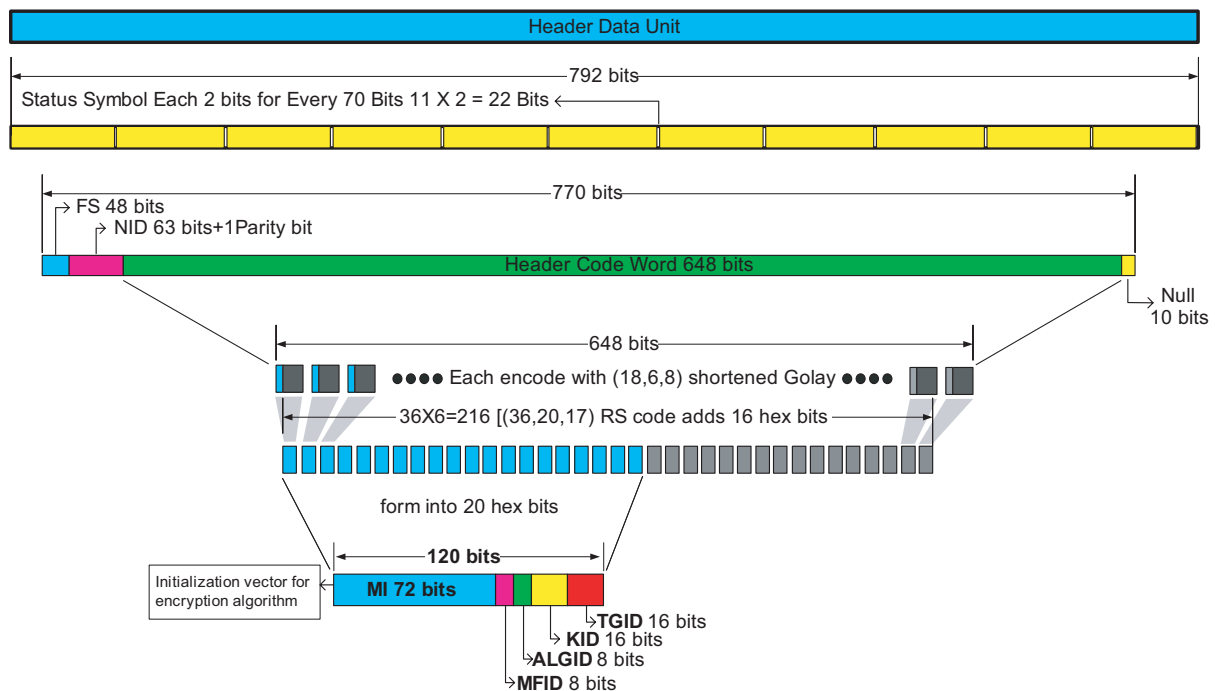 Header Data Unit
792 bits
Status Symbol Each 2 bits for Every 70 Bits 11 X 2 = 22 Bits
770 bits
FS 48 bits
NID 63 bits+1Parity bit
Header Code Word 648 bits
Null
10 bits
648 bits
Each encode with (18,6,8) shortened Golay
36X6=216 [(36,20,17) RS code adds 16 hex bits
form into 20 hex bits
120 bits
Initialization vector for
encryption algorithm
MI 72 bits
TGID 16 bits
KID 16 bits
ALGID 8 bits
MFID 8 bits